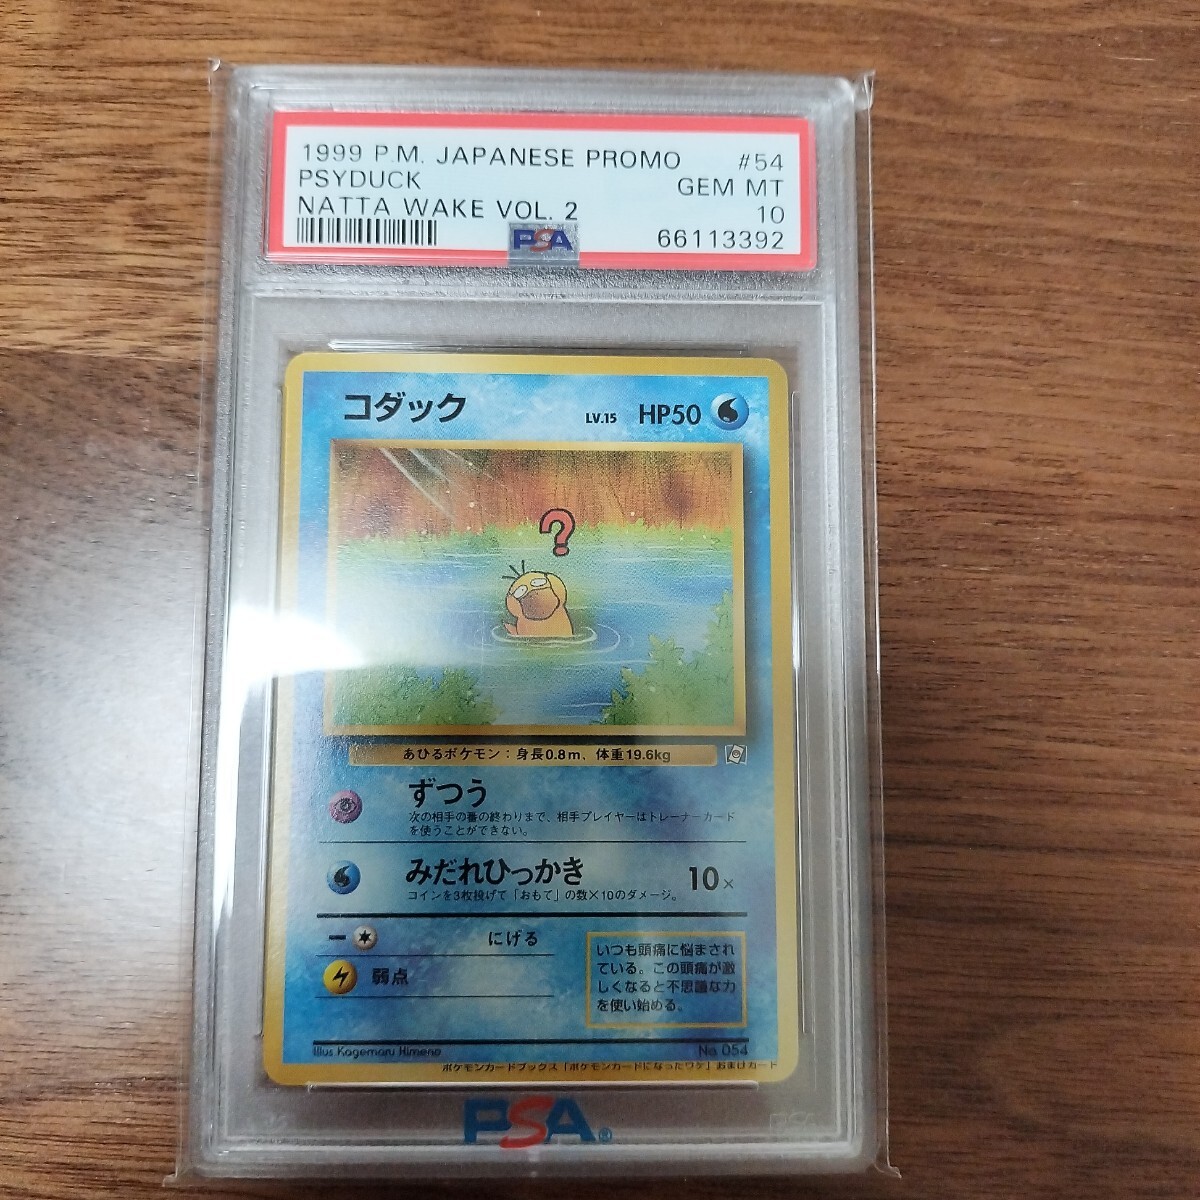 1999 P.M. JAPANESE PROMO #54
PSYDUCK GEM MT
NATTA WAKE VOL. 2 10
PSA 66113392
コダック LV.15 HP50
?
あひるポケモン：身長0.8m、体重19.6kg
ずつう
次の相手の番の終わりまで、相手プレイヤーはトレーナーカード
を使うことができない。
みだれひっかき 10×
コインを3枚投げて「おもて」の数×10のダメージ。
ー にげる
弱点
いつも頭痛に悩まされ
ている。この頭痛が激
しくなると不思議な力
を使い始める。
Illus Kagemaru Himeno No 054
ポケモンカードブックス「ポケモンカードになったワケ」おまけカード
PSA®